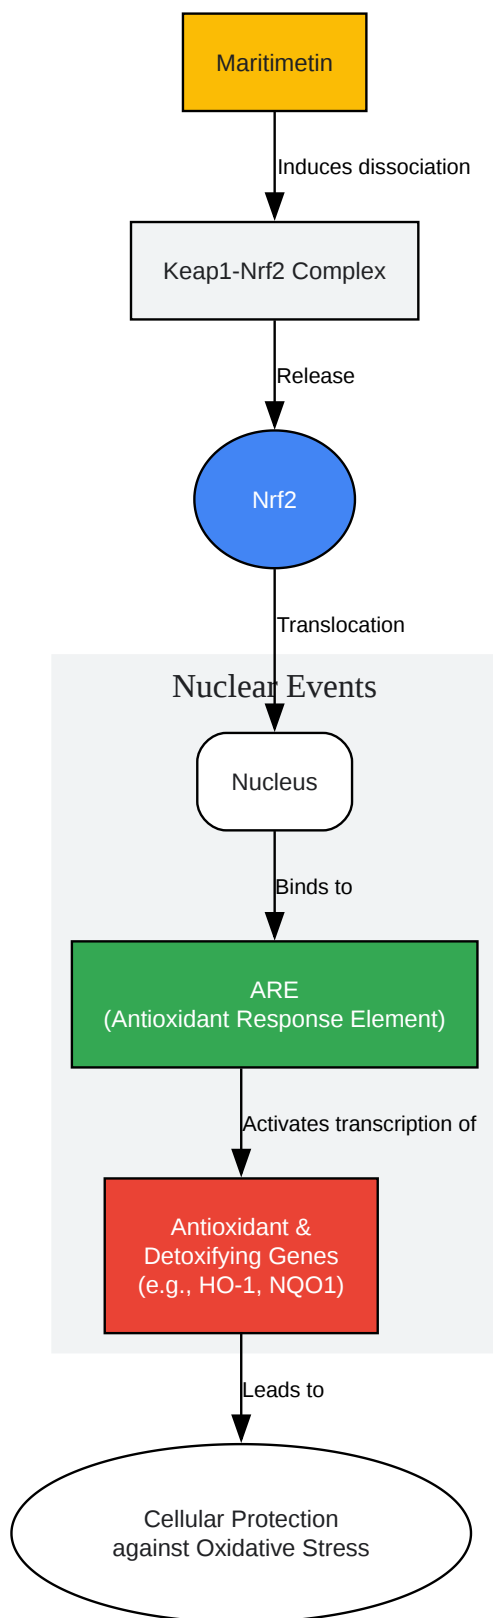 Maritimetin
Induces dissociation
Keap1-Nrf2 Complex
Release
Nrf2
Translocation
Nuclear Events
Nucleus
Binds to
ARE
(Antioxidant Response Element)
Activates transcription of
Antioxidant &
Detoxifying Genes
(e.g., HO-1, NQO1)
Leads to
Cellular Protection
against Oxidative Stress